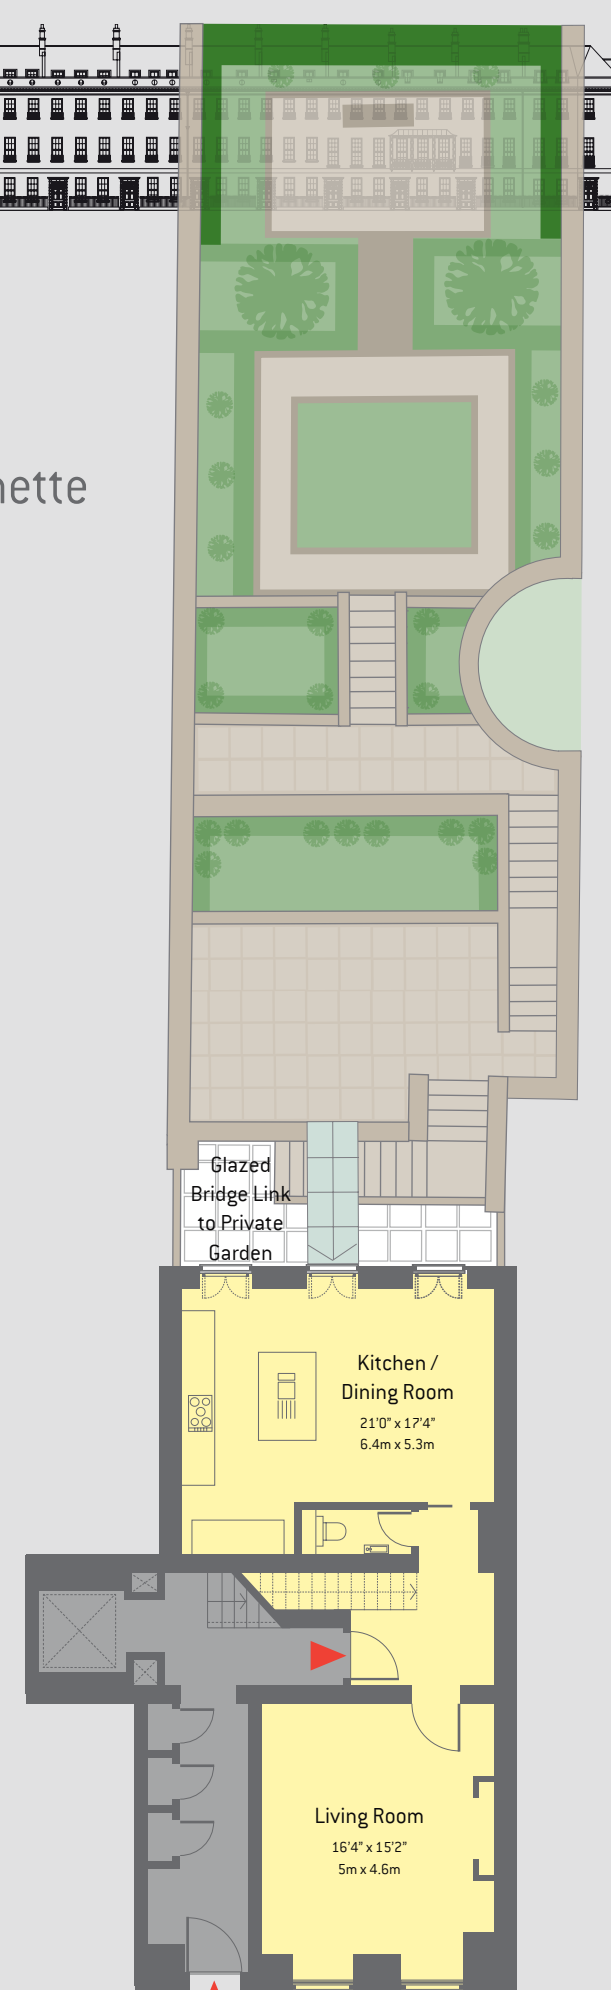 Glazed
Bridge Link
to Private
Garden
Kitchen /
Dining Room
21'0" x 17'4"
6.4m x 5.3m
Living Room
16'4" x 15'2"
5m x 4.6m